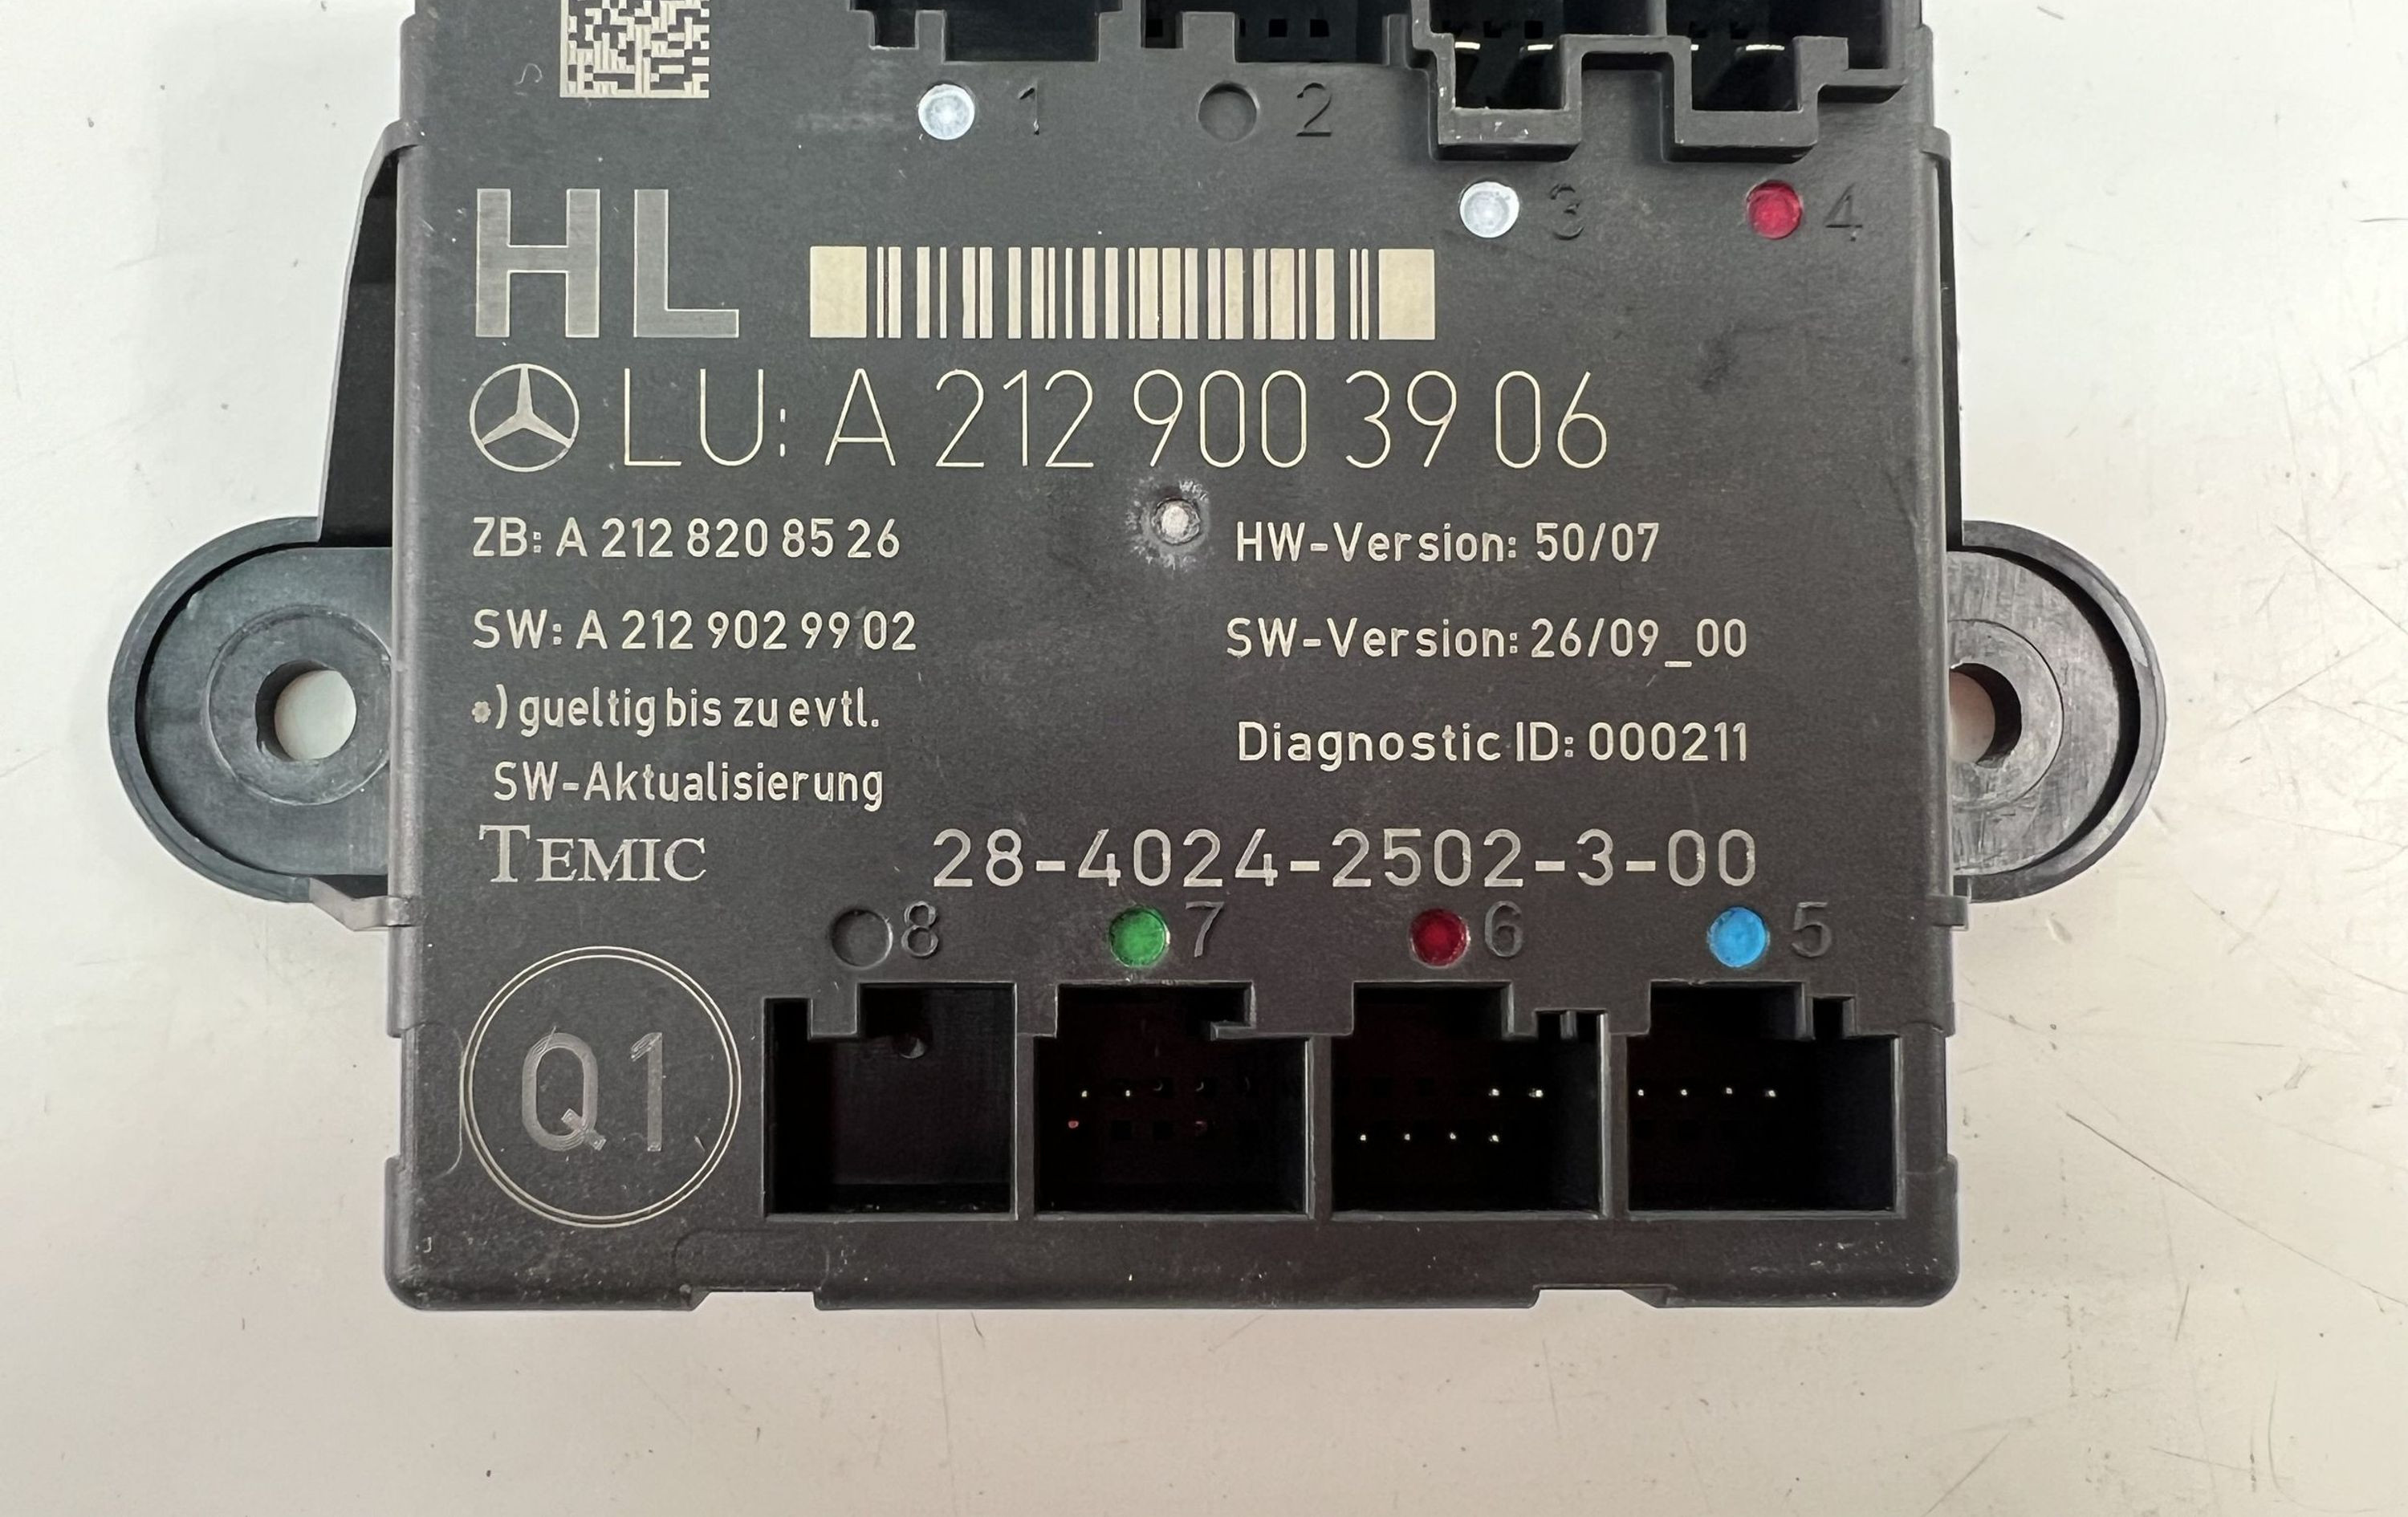 1
2
3
4
HL
LU: A 212 900 39 06
ZB: A 212 820 85 26
HW-Version: 50/07
SW: A 212 902 99 02
SW-Version: 26/09_00
*) gueltig bis zu evtl.
SW-Aktualisierung
Diagnostic ID: 000211
TEMIC
28-4024-2502-3-00
8
7
6
5
Q1